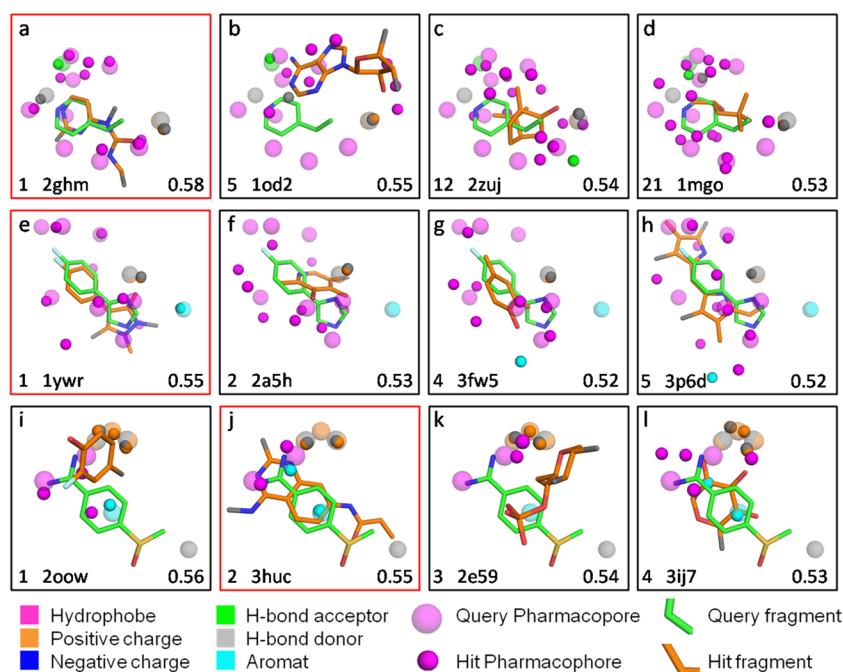 a b c d
1 2ghm 0.58 5 1od2 0.55 12 2zuj 0.54 21 1mgo 0.53
e f g h
1 1ywr 0.55 2 2a5h 0.53 4 3fw5 0.52 5 3p6d 0.52
i j k l
1 2oow 0.56 2 3huc 0.55 3 2e59 0.54 4 3ij7 0.53
Hydrophobe H-bond acceptor Query Pharmacopore Query fragment
Positive charge H-bond donor
Negative charge Aromat Hit Pharmacophore Hit fragment